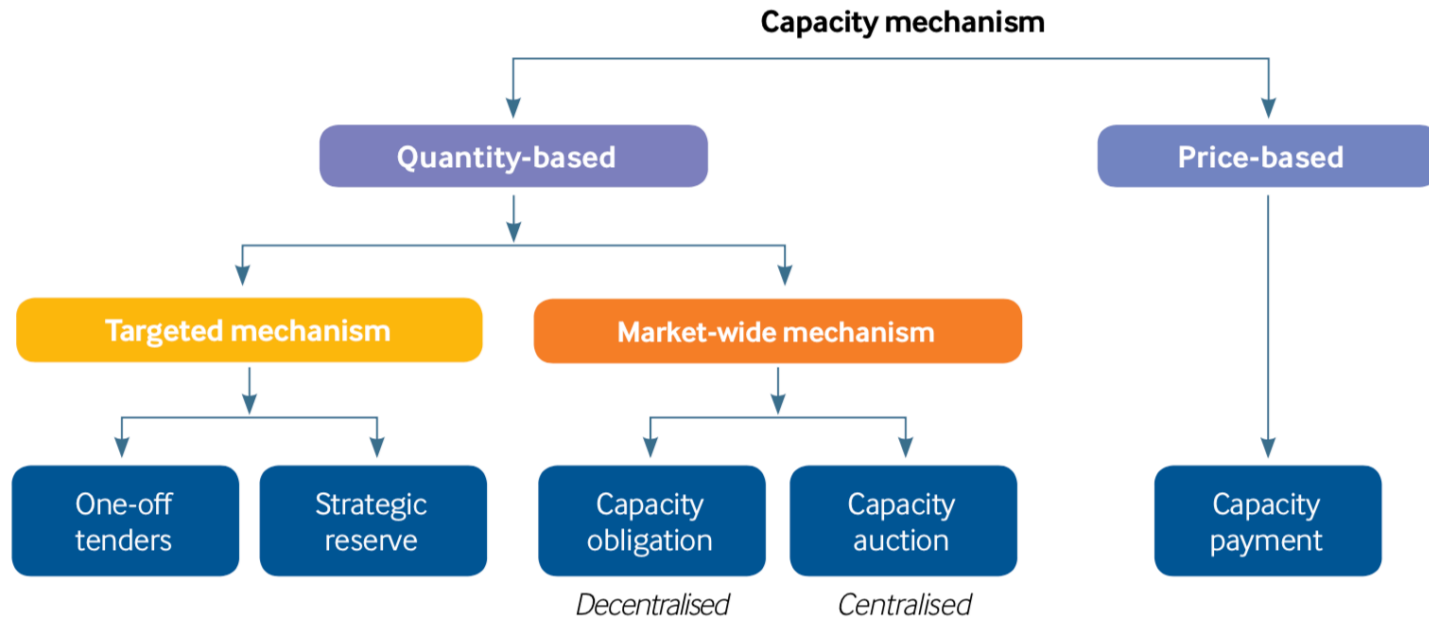 Capacity mechanism
Quantity-based
Price-based
Targeted mechanism
Market-wide mechanism
One-off
tenders
Strategic
reserve
Capacity
obligation
Capacity
auction
Capacity
payment
Decentralised
Centralised